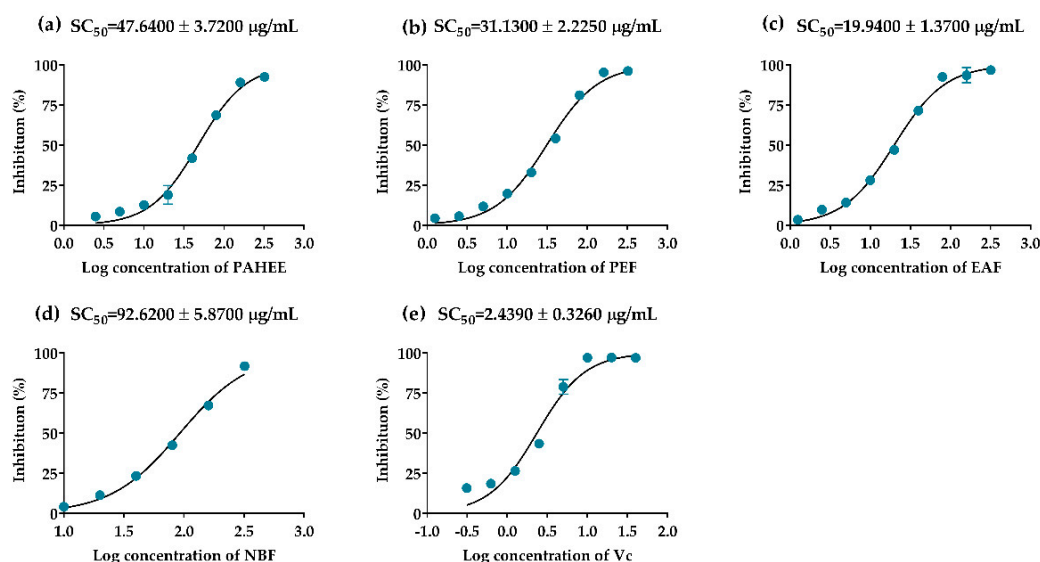 (a) SC50=47.6400 ± 3.7200 μg/mL
Inhibituon (%)
100
75
50
25
0
0.0 0.5 1.0 1.5 2.0 2.5 3.0
Log concentration of PAHEE
(b) SC50=31.1300 ± 2.2250 μg/mL
Inhibituon (%)
100
75
50
25
0
0.0 0.5 1.0 1.5 2.0 2.5 3.0
Log concentration of PEF
(c) SC50=19.9400 ± 1.3700 μg/mL
Inhibituon (%)
100
75
50
25
0
0.0 0.5 1.0 1.5 2.0 2.5 3.0
Log concentration of EAF
(d) SC50=92.6200 ± 5.8700 μg/mL
Inhibituon (%)
100
75
50
25
0
1.0 1.5 2.0 2.5 3.0
Log concentration of NBF
(e) SC50=2.4390 ± 0.3260 μg/mL
Inhibituon (%)
100
75
50
25
0
-1.0 -0.5 0.0 0.5 1.0 1.5 2.0
Log concentration of Vc